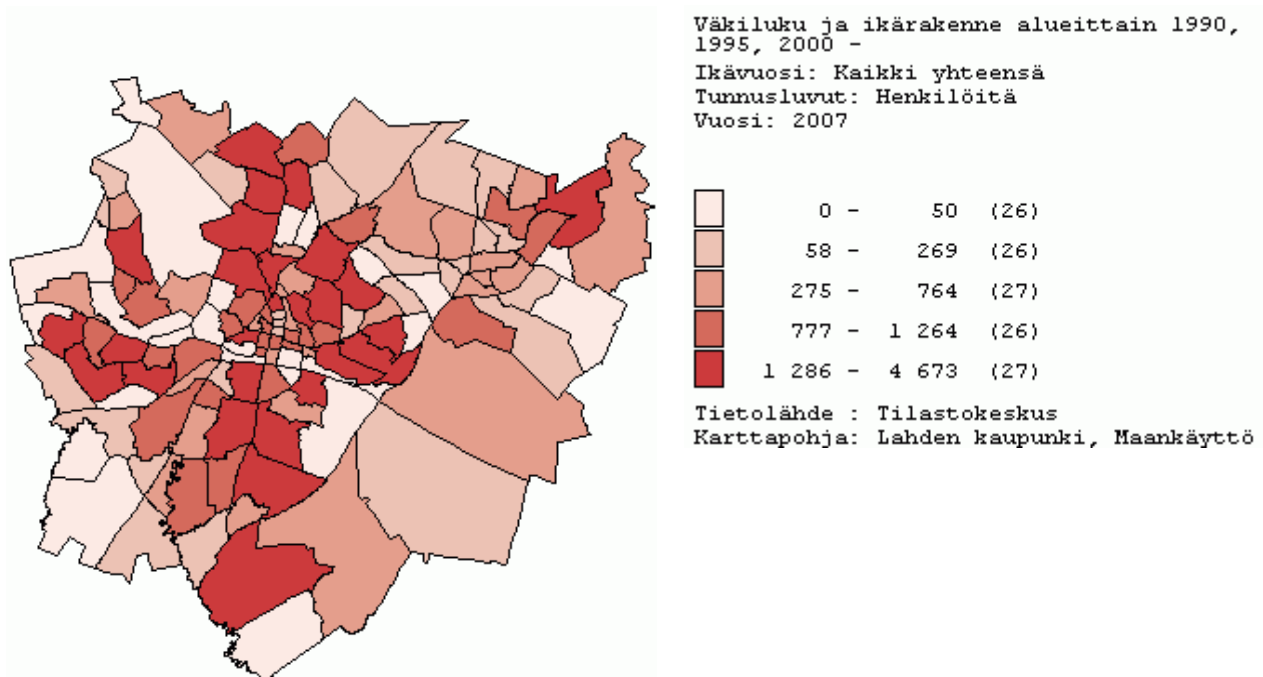 Väkiluku ja ikärakenne alueittain 1990,
1995, 2000 -
Ikävuosi: Kaikki yhteensä
Tunnusluvut: Henkilöitä
Vuosi: 2007
0 - 50 (26)
58 - 269 (26)
275 - 764 (27)
777 - 1 264 (26)
1 286 - 4 673 (27)
Tietolähde : Tilastokeskus
Karttapohja: Lahden kaupunki, Maankäyttö